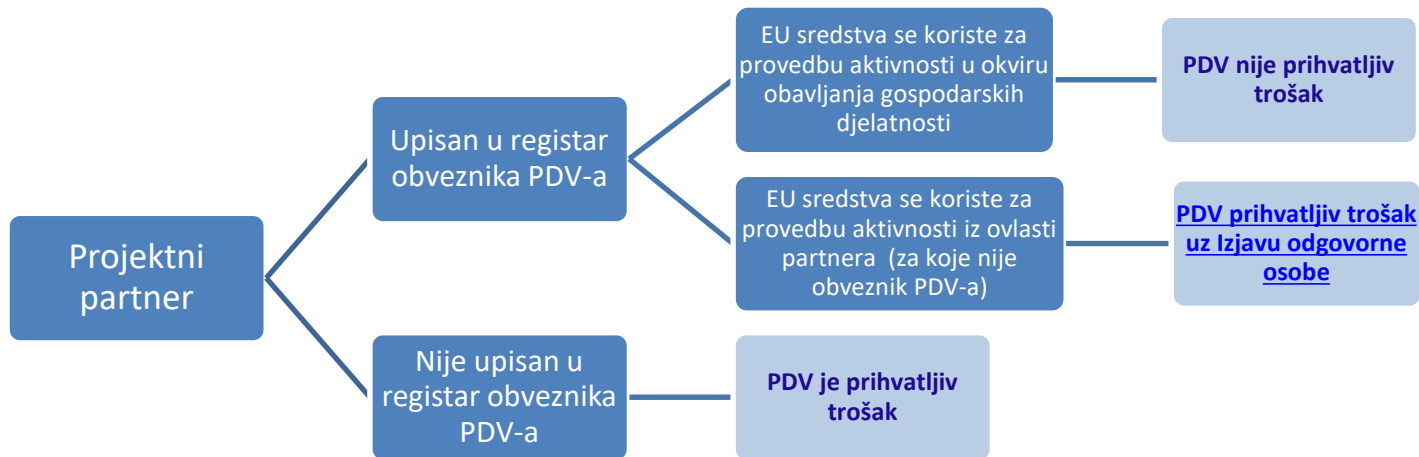 EU sredstva se koriste za
provedbu aktivnosti u okviru
obavljanja gospodarskih
djelatnosti
PDV nije prihvatljiv
trošak
Upisan u registar
obveznika PDV-a
EU sredstva se koriste za
provedbu aktivnosti iz ovlasti
partnera (za koje nije
obveznik PDV-a)
PDV prihvatljiv trošak
uz Izjavu odgovorne
osobe
Projektni
partner
Nije upisan u
registar obveznika
PDV-a
PDV je prihvatljiv
trošak